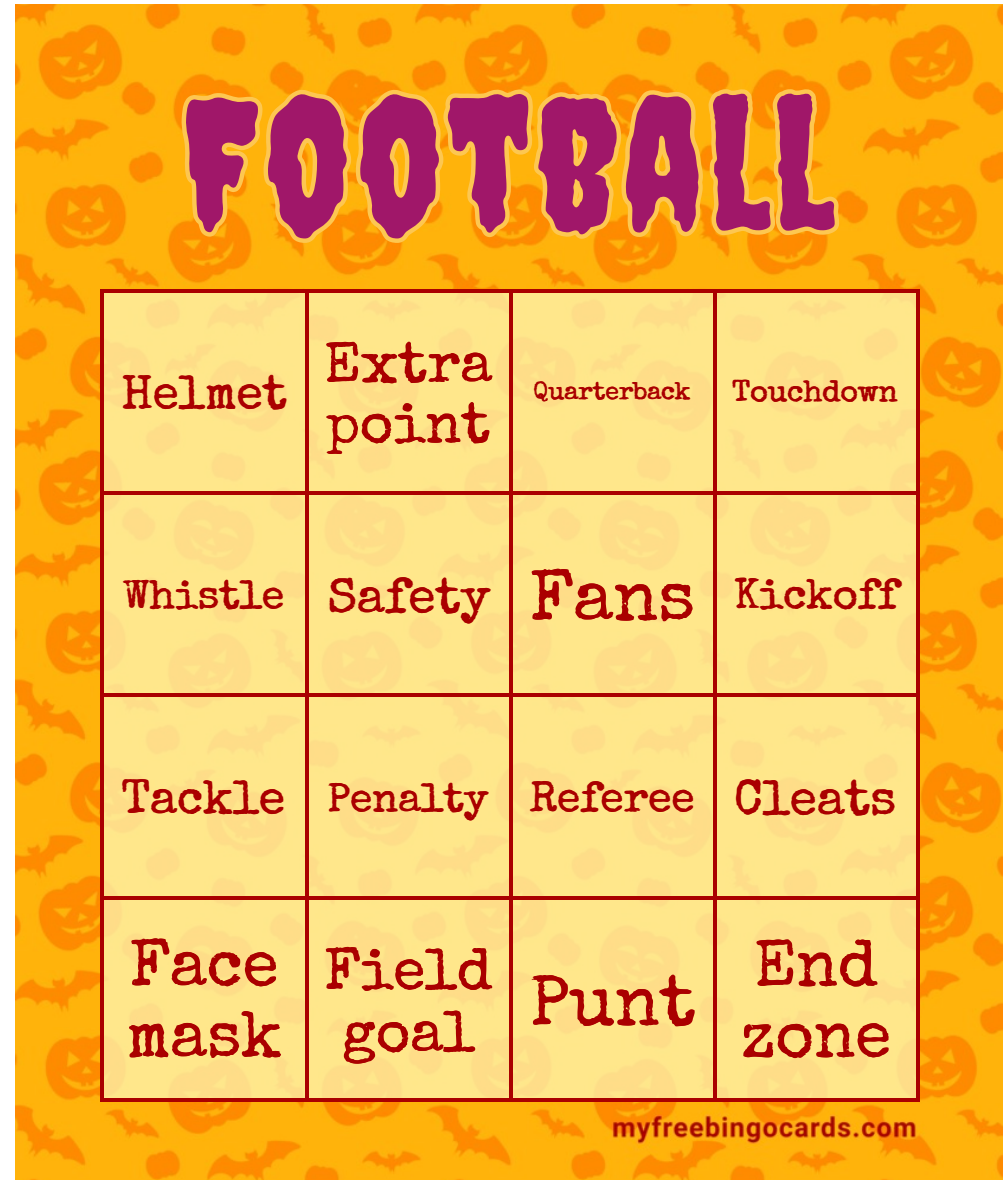 FOOTBALL
Helmet
Extra
point
Quarterback
Touchdown
Whistle
Safety
Fans
Kickoff
Tackle
Penalty
Referee
Cleats
Face
mask
Field
goal
Punt
End
zone
myfreebingocards.com